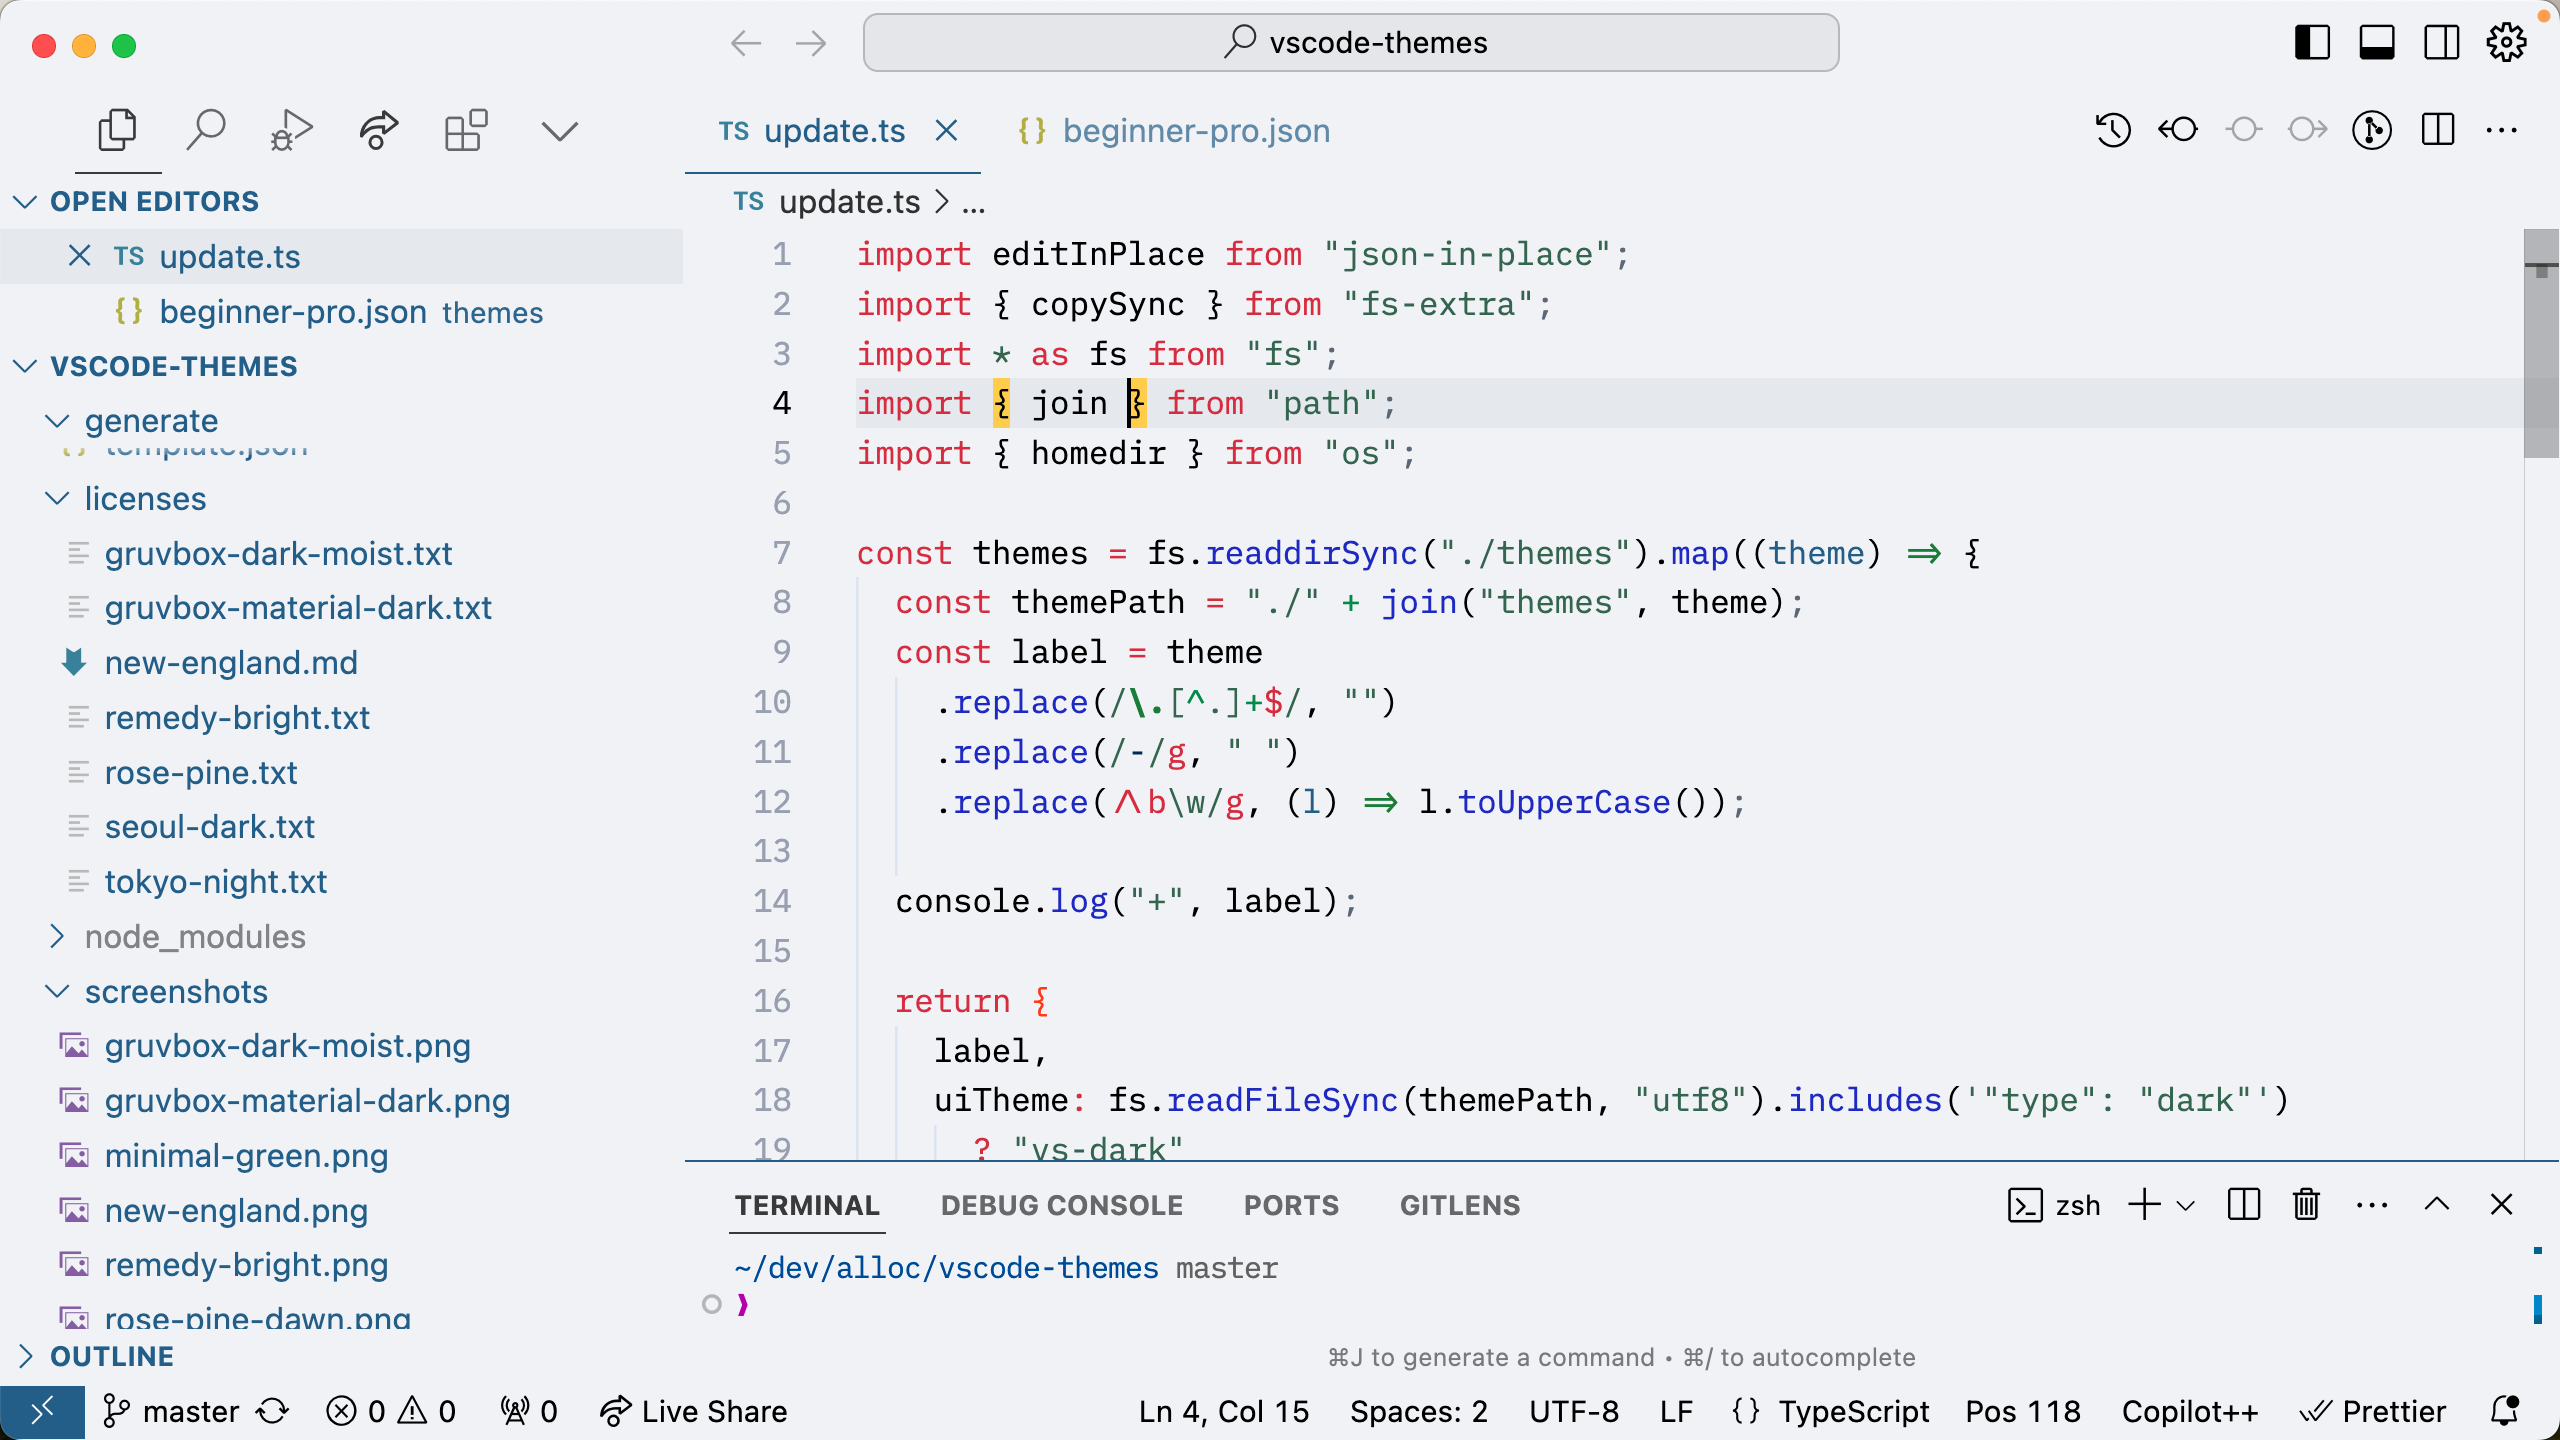 vscode-themes
TS update.ts
{} beginner-pro.json
OPEN EDITORS
TS update.ts
{} beginner-pro.json themes
VSCODE-THEMES
generate
{} template.json
licenses
gruvbox-dark-moist.txt
gruvbox-material-dark.txt
new-england.md
remedy-bright.txt
rose-pine.txt
seoul-dark.txt
tokyo-night.txt
node_modules
screenshots
gruvbox-dark-moist.png
gruvbox-material-dark.png
minimal-green.png
new-england.png
remedy-bright.png
rose-pine-dawn.png
OUTLINE
TS update.ts > ...
1 import editInPlace from "json-in-place";
2 import { copySync } from "fs-extra";
3 import * as fs from "fs";
4 import { join } from "path";
5 import { homedir } from "os";
6
7 const themes = fs.readdirSync("./themes").map((theme) => {
8 const themePath = "./" + join("themes", theme);
9 const label = theme
10 .replace(/\.[^.]+$/, "")
11 .replace(/-/g, " ")
12 .replace(/\b\w/g, (l) => l.toUpperCase());
13
14 console.log("+", label);
15
16 return {
17 label,
18 uiTheme: fs.readFileSync(themePath, "utf8").includes('"type": "dark"')
19 ? "vs-dark"
TERMINAL DEBUG CONSOLE PORTS GITLENS zsh
~/dev/alloc/vscode-themes master
❯
⌘J to generate a command • ⌘/ to autocomplete
master 0 0 0 Live Share Ln 4, Col 15 Spaces: 2 UTF-8 LF {} TypeScript Pos 118 Copilot++ Prettier